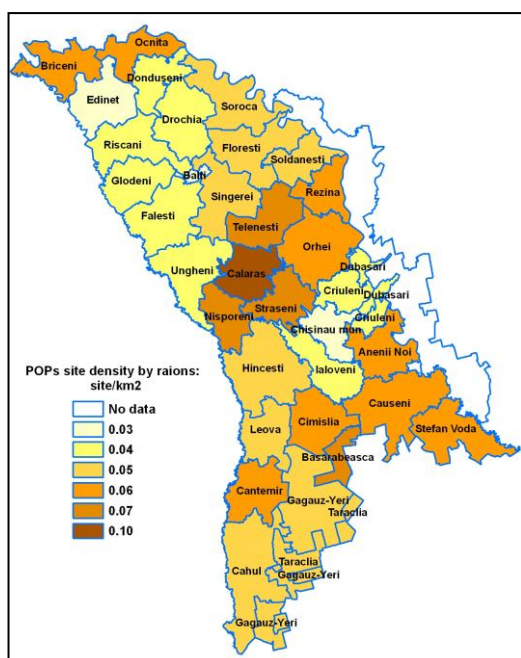 Ocnita
Briceni
Donduseni
Edinet
Soroca
Drochia
Riscani
Floresti
Soldanesti
Balti
Glodeni
Singerei
Rezina
Falesti
Telenesti
Orhei
Ungheni
Dubasari
Calaras
Criuleni
Dubasari
Nisporeni
Straseni
Chisinau mun
Criuleni
Anenii Noi
Ialoveni
Hincesti
Causeni
Leova
Cimislia
Stefan Voda
Basarabeasca
Cantemir
Gagauz-Yeri
Taraclia
Taraclia
Cahul
Gagauz-Yeri
Gagauz-Yeri
POPs site density by raions:
site/km2
No data
0.03
0.04
0.05
0.06
0.07
0.10